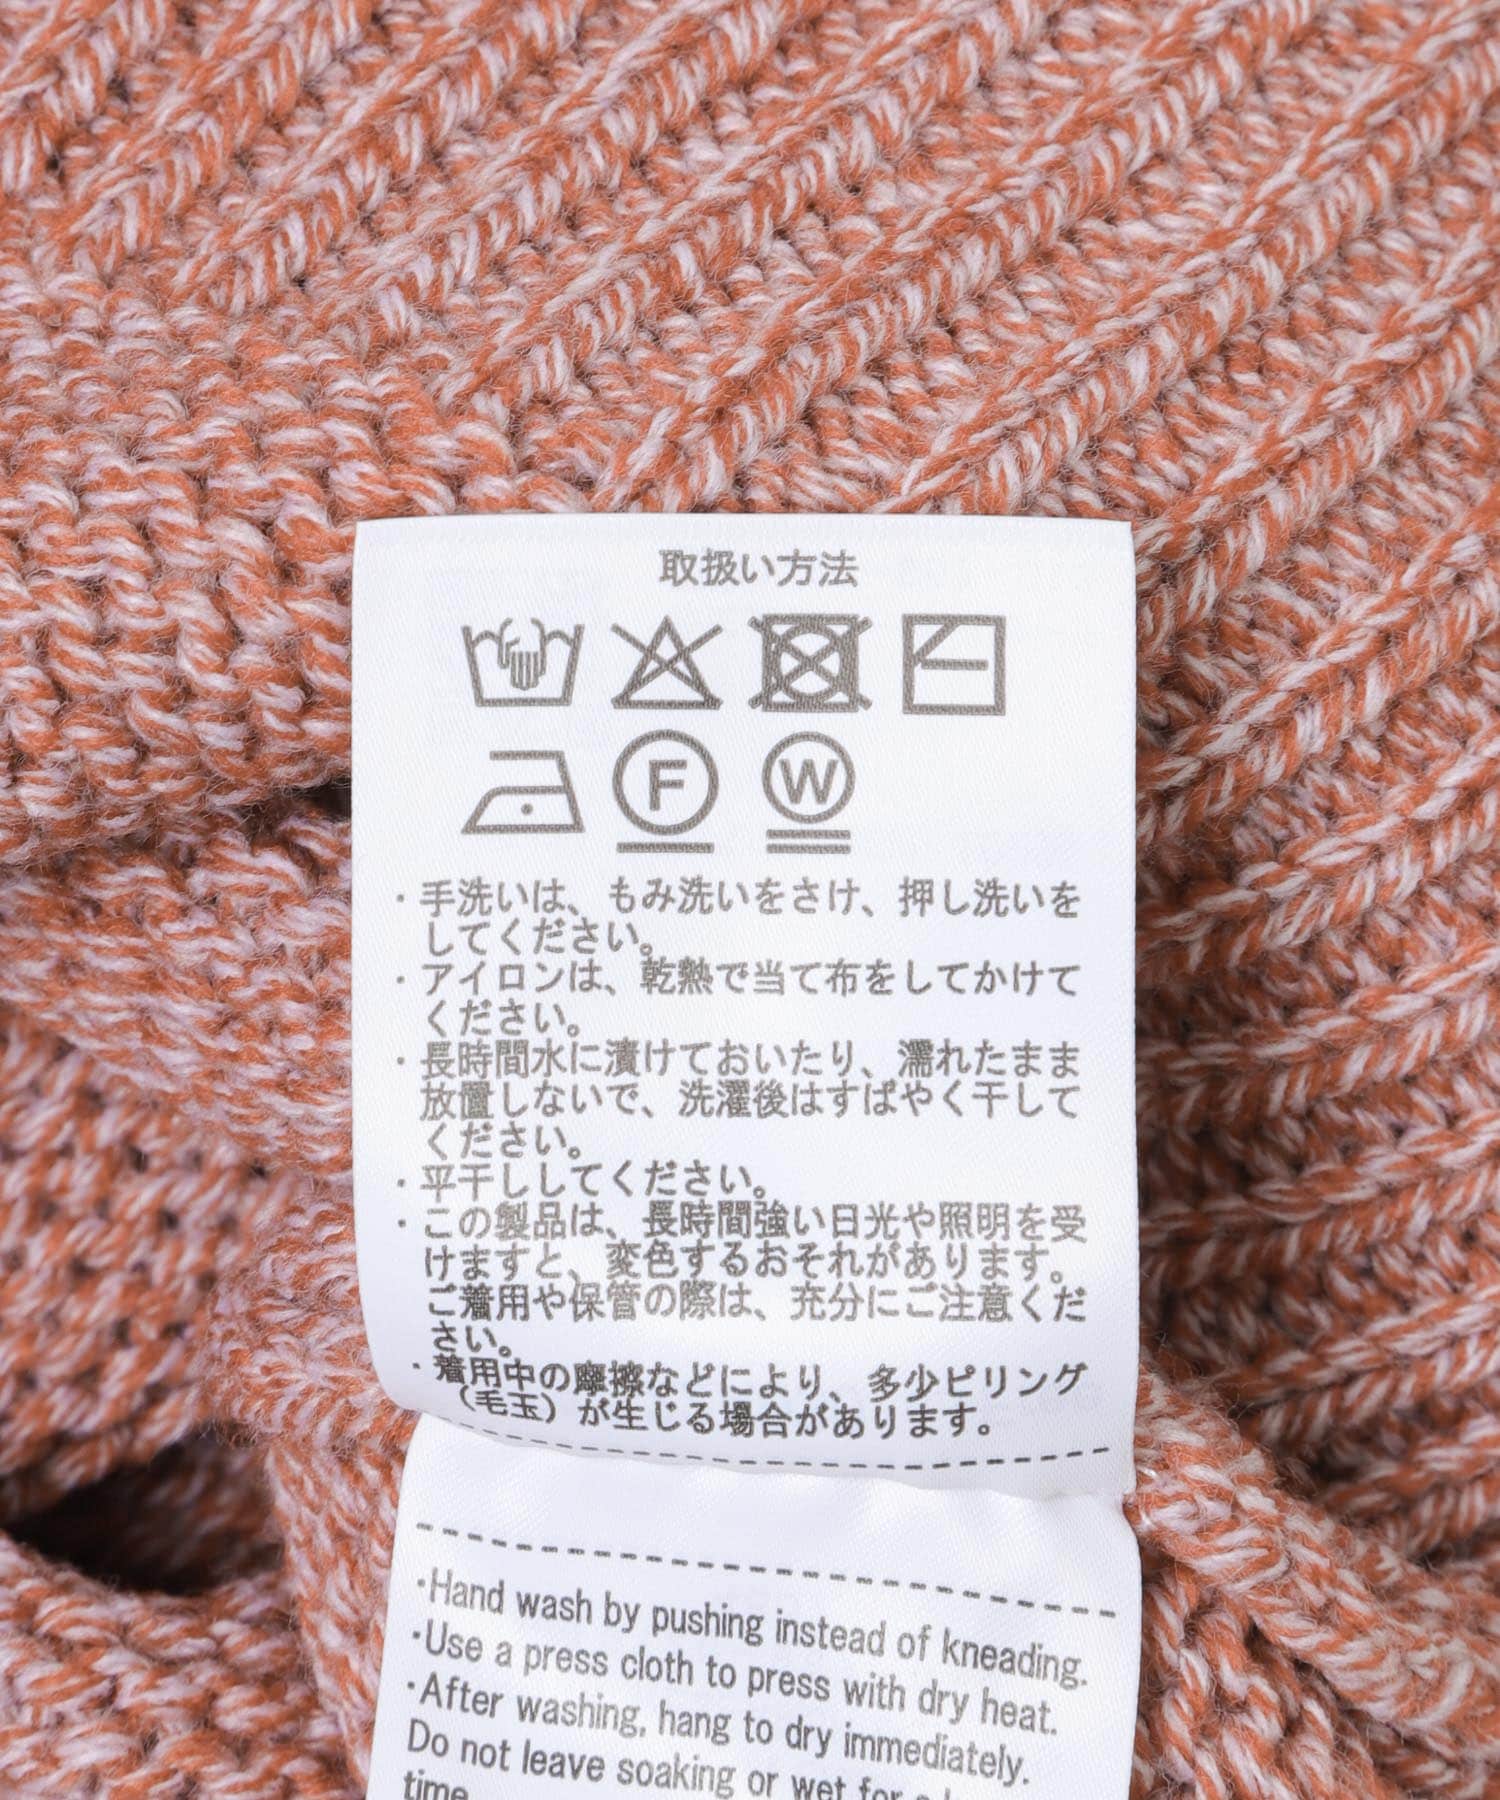 取扱い方法
F W
・手洗いは、もみ洗いをさけ、押し洗いを
してください。
・アイロンは、乾熱で当て布をしてかけて
ください。
・長時間水に漬けておいたり、濡れたまま
放置しないで、洗濯後はすばやく干して
ください。
・平干ししてください。
・この製品は、長時間強い日光や照明を受
けますと、変色するおそれがあります。
ご着用や保管の際は、充分にご注意くだ
さい。
・着用中の摩擦などにより、多少ピリング
（毛玉）が生じる場合があります。
・Hand wash by pushing instead of kneading.
・Use a press cloth to press with dry heat.
・After washing, hang to dry immediately.
Do not leave soaking or wet for a
time.